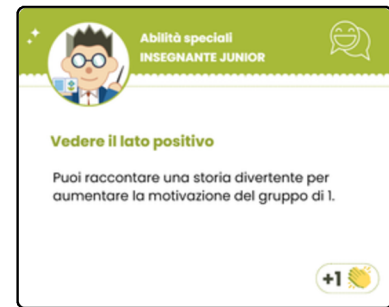 Abilità speciali
INSEGNANTE JUNIOR
Vedere il lato positivo
Puoi raccontare una storia divertente per
aumentare la motivazione del gruppo di 1.
+1